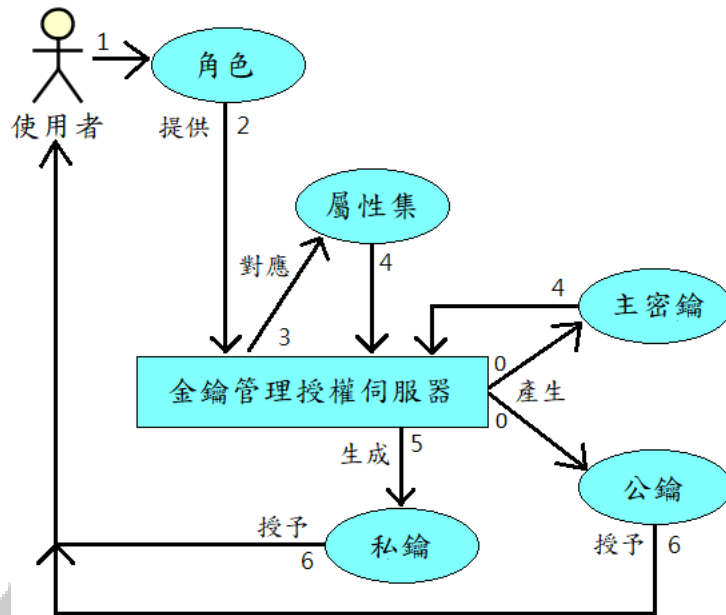 1
角色
使用者
提供 2
屬性集
對應
3
4
4
主密鑰
金鑰管理授權伺服器
0
產生
0
生成 5
公鑰
授予
6
私鑰
授予 6